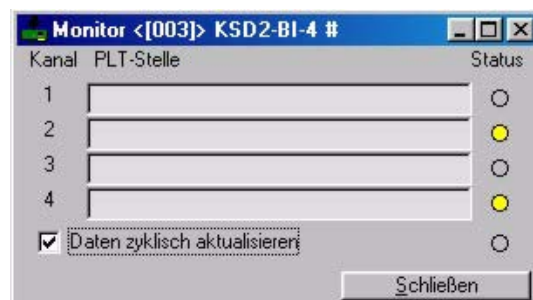 Monitor <[003]> KSD2-BI-4 #
Kanal PLT-Stelle Status
1
2
3
4
Daten zyklisch aktualisieren
Schließen